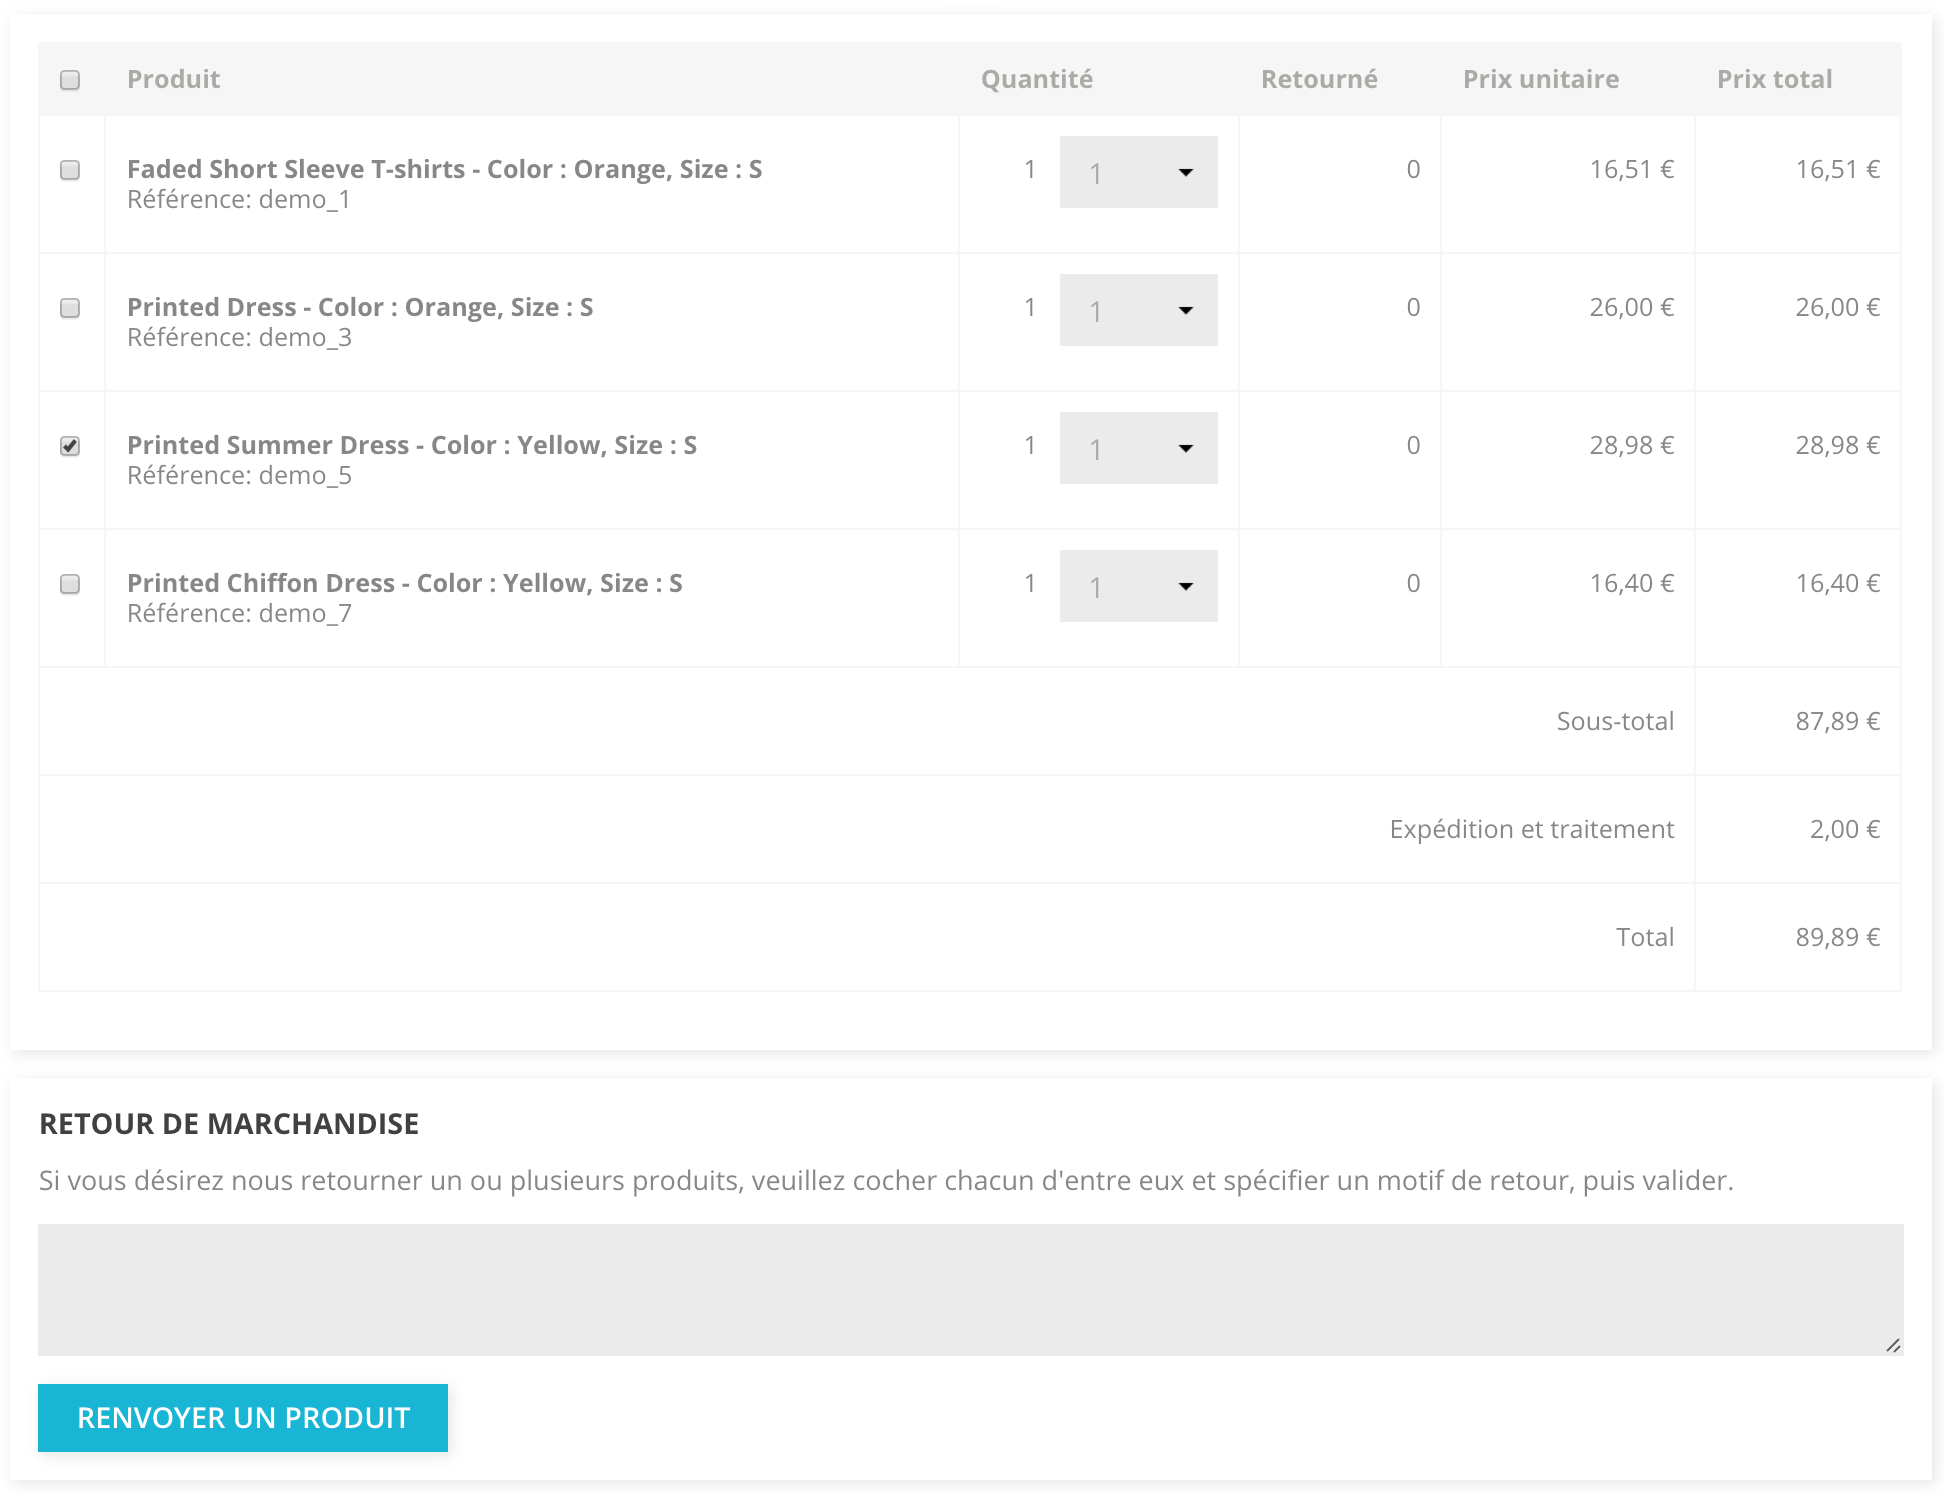 Produit Quantité Retourné Prix unitaire Prix total
Faded Short Sleeve T-shirts - Color : Orange, Size : S 1 1 0 16,51 € 16,51 €
Référence: demo_1
Printed Dress - Color : Orange, Size : S 1 1 0 26,00 € 26,00 €
Référence: demo_3
Printed Summer Dress - Color : Yellow, Size : S 1 1 0 28,98 € 28,98 €
Référence: demo_5
Printed Chiffon Dress - Color : Yellow, Size : S 1 1 0 16,40 € 16,40 €
Référence: demo_7
Sous-total 87,89 €
Expédition et traitement 2,00 €
Total 89,89 €
RETOUR DE MARCHANDISE
Si vous désirez nous retourner un ou plusieurs produits, veuillez cocher chacun d'entre eux et spécifier un motif de retour, puis valider.
RENVOYER UN PRODUIT